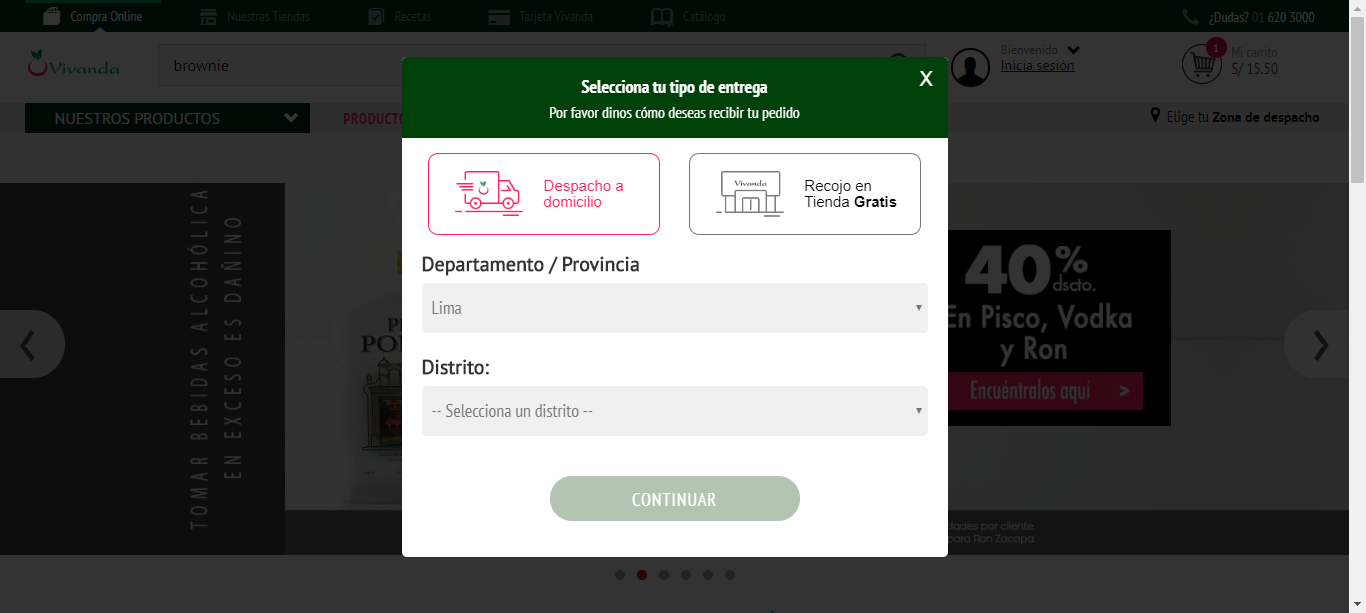 Compra Online
Nuestras Tiendas
Recetas
Tarjeta Vivanda
Catálogo
¿Dudas? 01 620 3000
Vivanda
brownie
Bienvenido
Inicia sesión
1
Mi carrito
S/ 15.50
NUESTROS PRODUCTOS
PRODUCTO
Elige tu Zona de despacho
Selecciona tu tipo de entrega
X
Por favor dinos cómo deseas recibir tu pedido
Despacho a
domicilio
Vivanda
Recojo en
Tienda Gratis
Departamento / Provincia
Lima
Distrito:
-- Selecciona un distrito --
CONTINUAR
TOMAR BEBIDAS ALCOHÓLICA
EN EXCESO ES DAÑINO
40%
dscto.
En Pisco, Vodka
y Ron
Encuéntralos aquí >
dades por cliente.
para Ron Zacapa.